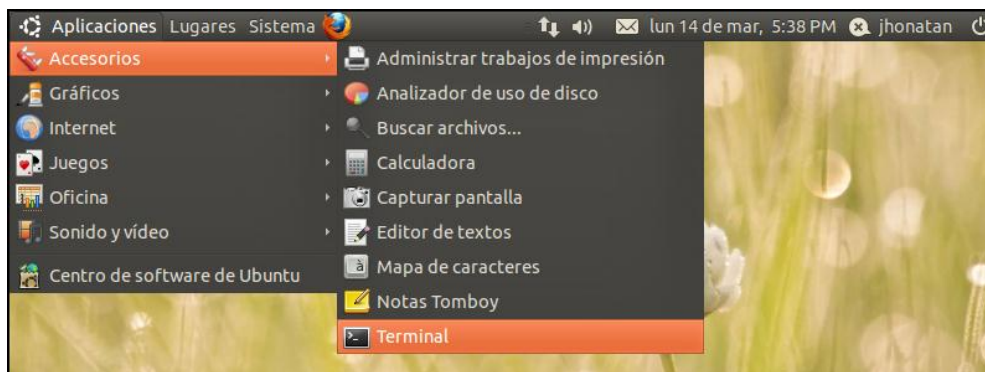 Aplicaciones Lugares Sistema lun 14 de mar, 5:38 PM jhonatan
Accesorios
Gráficos
Internet
Juegos
Oficina
Sonido y vídeo
Centro de software de Ubuntu
Administrar trabajos de impresión
Analizador de uso de disco
Buscar archivos...
Calculadora
Capturar pantalla
Editor de textos
Mapa de caracteres
Notas Tomboy
Terminal